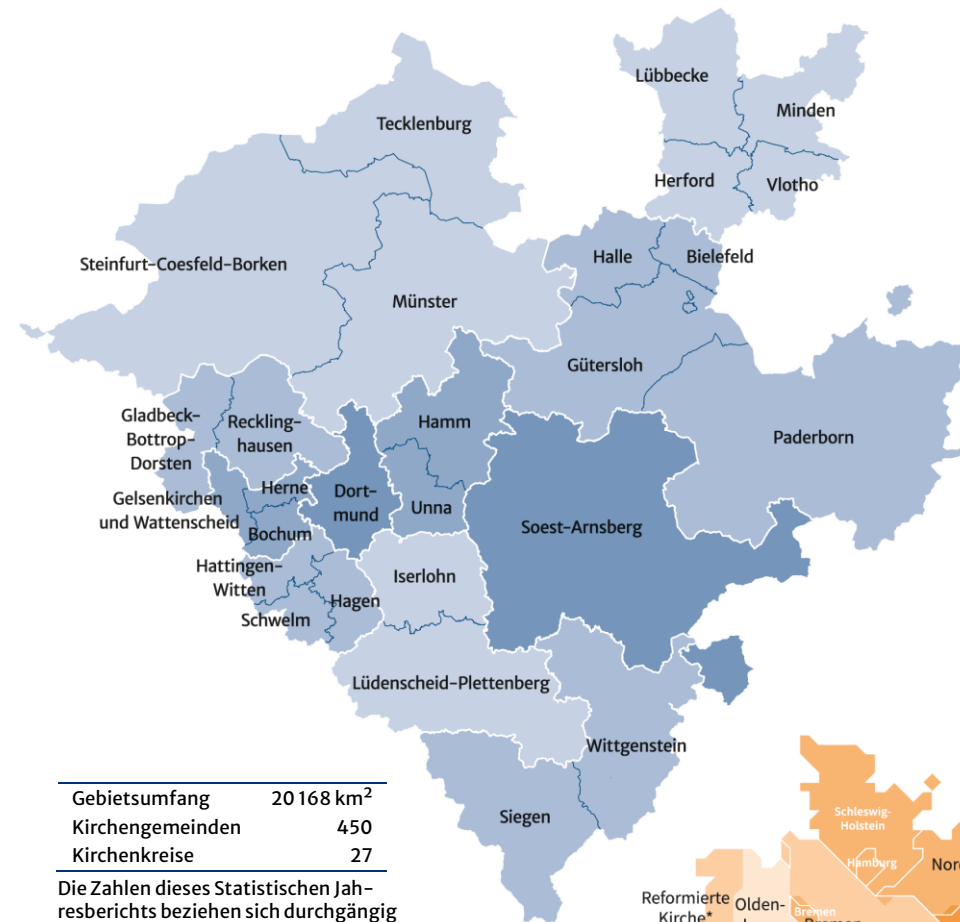 Lübbecke
Minden
Tecklenburg
Herford
Vlotho
Halle
Bielefeld
Steinfurt-Coesfeld-Borken
Münster
Gütersloh
Gladbeck-
Bottrop-
Dorsten
Reckling-
hausen
Hamm
Paderborn
Gelsenkirchen
und Wattenscheid
Herne
Dort-
mund
Unna
Soest-Arnsberg
Bochum
Hattingen-
Witten
Iserlohn
Hagen
Schwelm
Lüdenscheid-Plettenberg
Wittgenstein
Siegen
Gebietsumfang 20 168 km²
Kirchengemeinden 450
Kirchenkreise 27
Die Zahlen dieses Statistischen Jah-
resberichts beziehen sich durchgängig
Schleswig-
Holstein
Hamburg
Nor
Reformierte
Kirche*
Olden-
Bremen